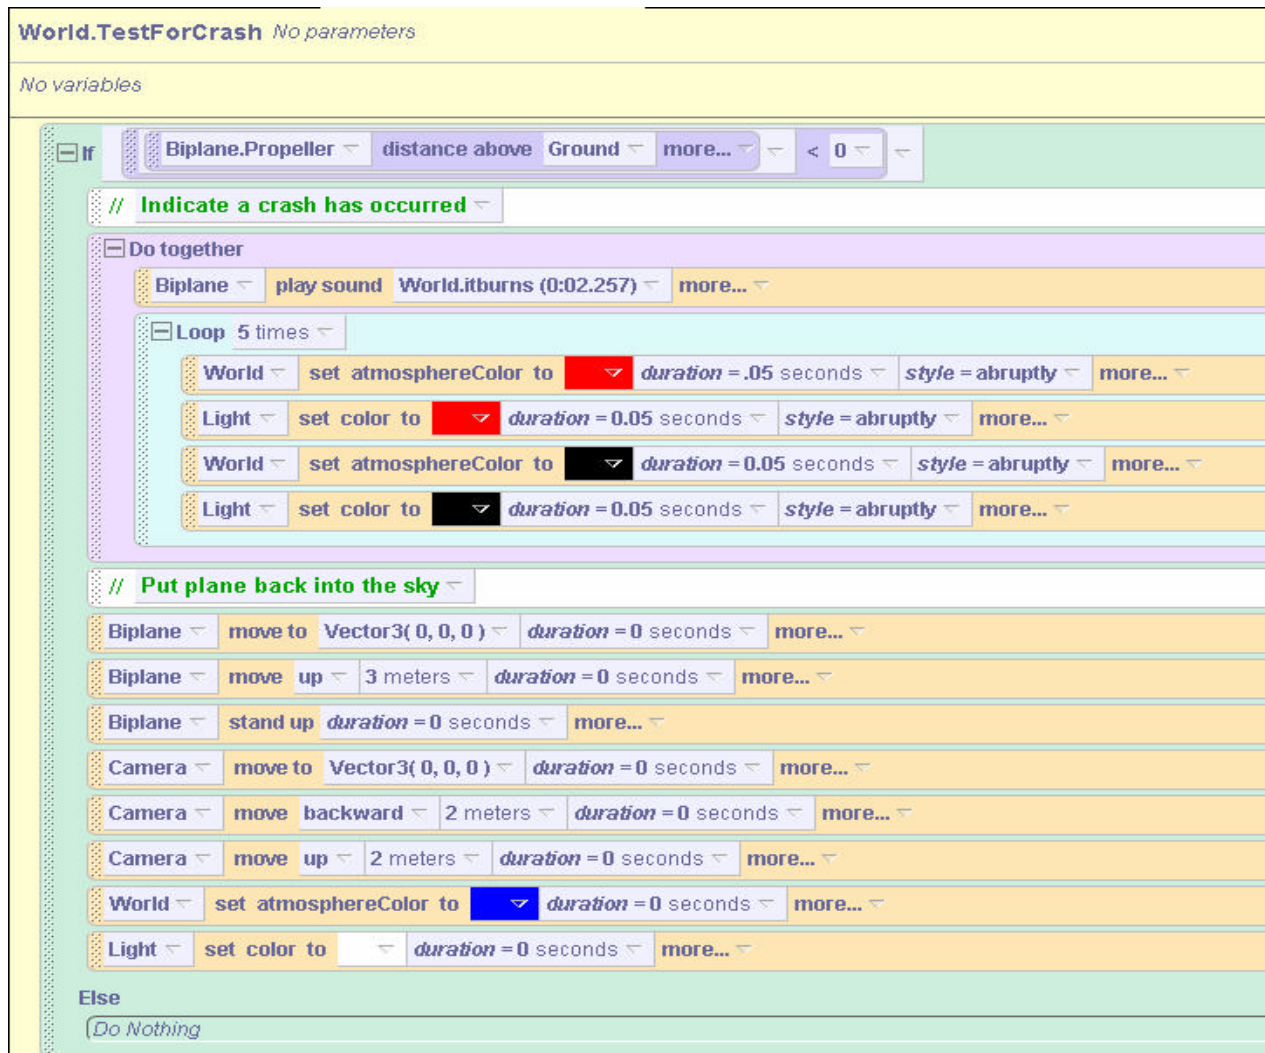 World.TestForCrash No parameters
No variables
If Biplane.Propeller distance above Ground more... < 0
// Indicate a crash has occurred
Do together
Biplane play sound World.itburns (0:02.257) more...
Loop 5 times
World set atmosphereColor to duration = .05 seconds style = abruptly more...
Light set color to duration = 0.05 seconds style = abruptly more...
World set atmosphereColor to duration = 0.05 seconds style = abruptly more...
Light set color to duration = 0.05 seconds style = abruptly more...
// Put plane back into the sky
Biplane move to Vector3( 0, 0, 0 ) duration = 0 seconds more...
Biplane move up 3 meters duration = 0 seconds more...
Biplane stand up duration = 0 seconds more...
Camera move to Vector3( 0, 0, 0 ) duration = 0 seconds more...
Camera move backward 2 meters duration = 0 seconds more...
Camera move up 2 meters duration = 0 seconds more...
World set atmosphereColor to duration = 0 seconds more...
Light set color to duration = 0 seconds more...
Else
(Do Nothing